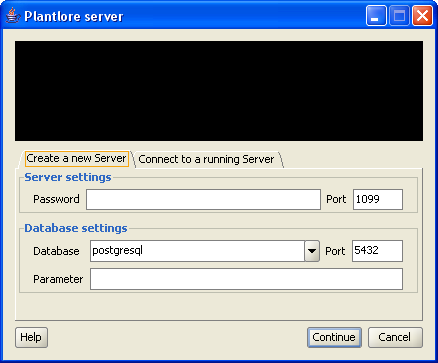 Plantlore server
Create a new Server Connect to a running Server
Server settings
Password Port 1099
Database settings
Database postgresql Port 5432
Parameter
Help Continue Cancel